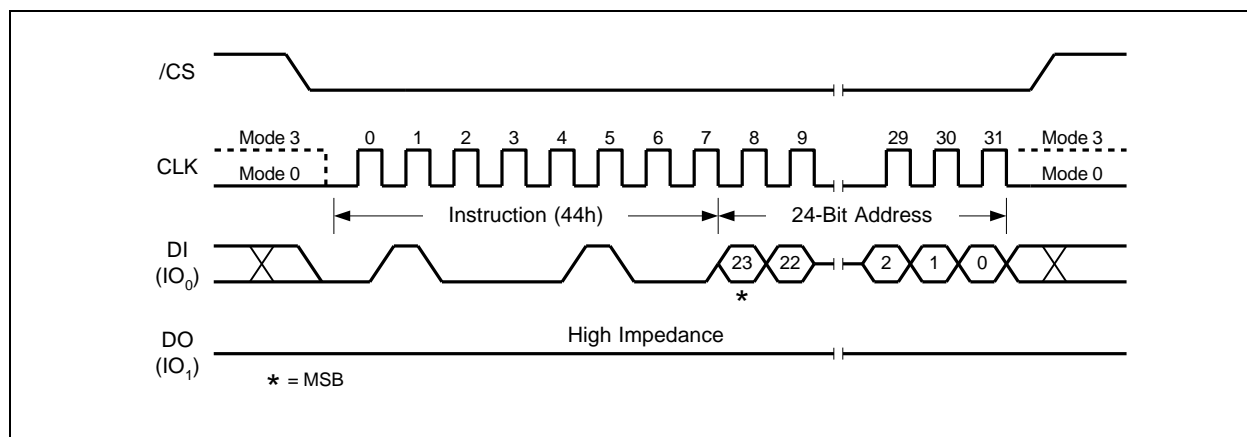 /CS
Mode 3 0 1 2 3 4 5 6 7 8 9 29 30 31 Mode 3
CLK
Mode 0 Mode 0
Instruction (44h) 24-Bit Address
DI
(IO0)
23 22 2 1 0
*
High Impedance
DO
(IO1)
* = MSB